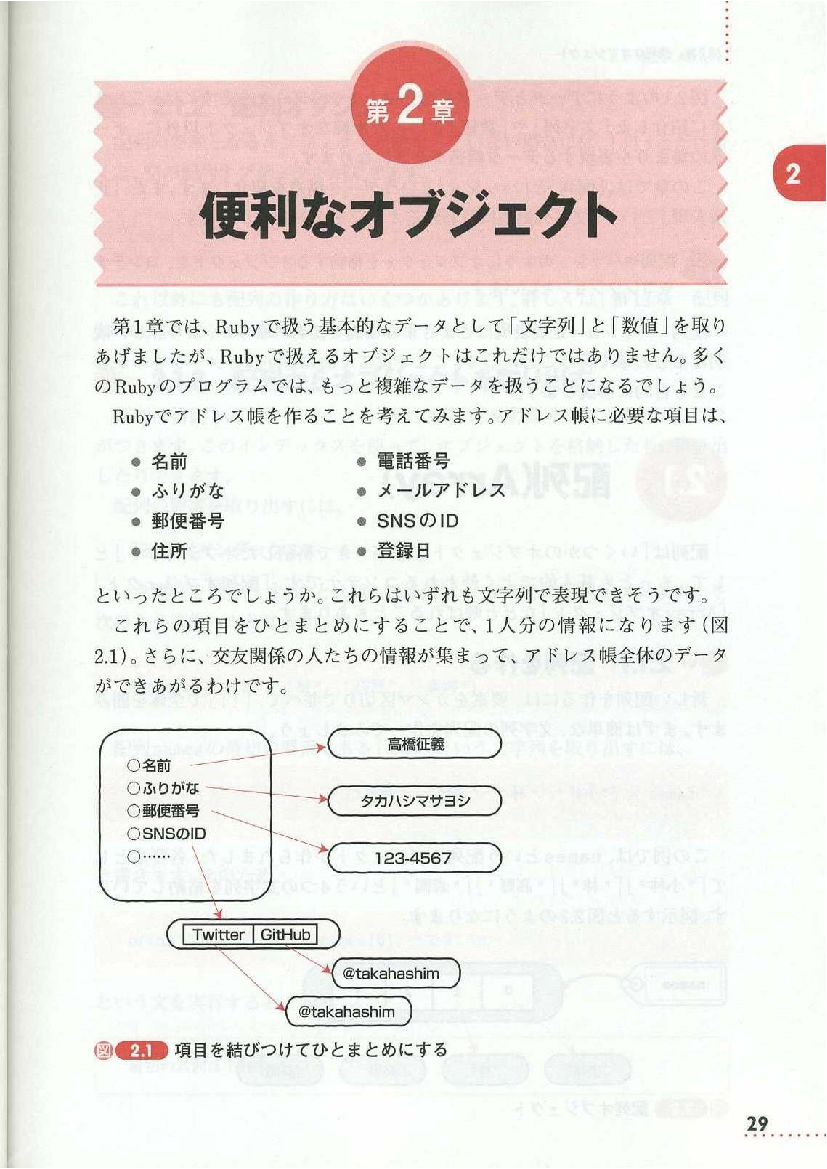 第2章
2
便利なオブジェクト
第1章では、Rubyで扱う基本的なデータとして「文字列」と「数値」を取り
あげましたが、Rubyで扱えるオブジェクトはこれだけではありません。多く
のRubyのプログラムでは、もっと複雑なデータを扱うことになるでしょう。
Rubyでアドレス帳を作ることを考えてみます。アドレス帳に必要な項目は、
● 名前
● ふりがな
● 郵便番号
● 住所
● 電話番号
● メールアドレス
● SNSのID
● 登録日
といったところでしょうか。これらはいずれも文字列で表現できそうです。
これらの項目をひとまとめにすることで、1人分の情報になります（図
2.1）。さらに、交友関係の人たちの情報が集まって、アドレス帳全体のデータ
ができあがるわけです。
○名前
○ふりがな
○郵便番号
○SNSのID
○……
高橋征義
タカハシマサヨシ
123-4567
Twitter GitHub
@takahashim
@takahashim
図 2.1 項目を結びつけてひとまとめにする
29